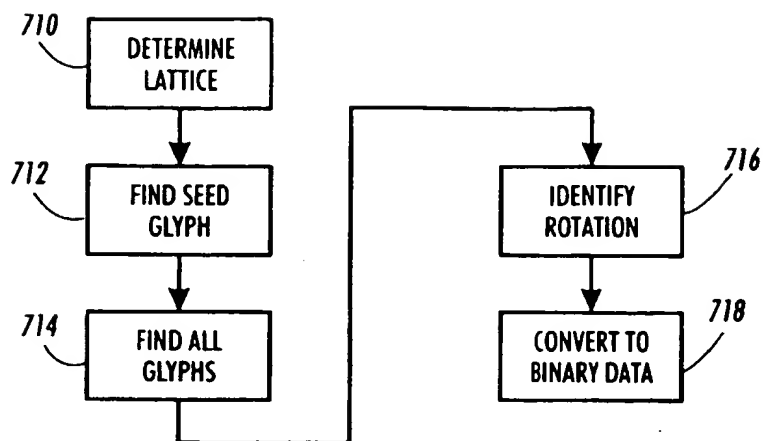 710
DETERMINE
LATTICE
712
FIND SEED
GLYPH
714
FIND ALL
GLYPHS
716
IDENTIFY
ROTATION
718
CONVERT TO
BINARY DATA